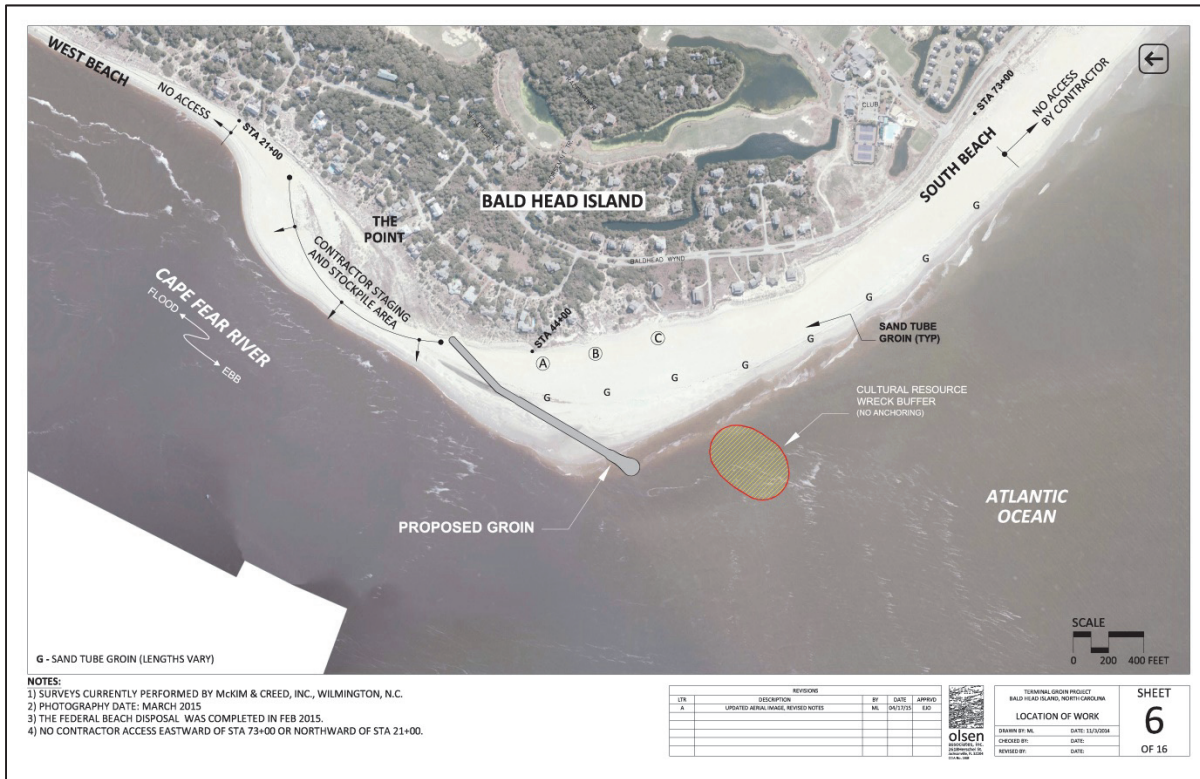 WEST BEACH
NO ACCESS
STA 21+00
THE
POINT
CONTRACTOR STAGING
AND STOCKPILE AREA
CAPE FEAR RIVER
FLOOD
EBB
BALD HEAD ISLAND
BALDHEAD WYND
CLUB
STA 73+00
NO ACCESS
BY CONTRACTOR
SOUTH BEACH
STA 44+00
A
B
C
G
G
G
G
G
G
G
G
SAND TUBE
GROIN (TYP)
CULTURAL RESOURCE
WRECK BUFFER
(NO ANCHORING)
PROPOSED GROIN
ATLANTIC
OCEAN
SCALE
0 200 400 FEET
G - SAND TUBE GROIN (LENGTHS VARY)
NOTES:
1) SURVEYS CURRENTLY PERFORMED BY McKIM & CREED, INC., WILMINGTON, N.C.
2) PHOTOGRAPHY DATE: MARCH 2015
3) THE FEDERAL BEACH DISPOSAL WAS COMPLETED IN FEB 2015.
4) NO CONTRACTOR ACCESS EASTWARD OF STA 73+00 OR NORTHWARD OF STA 21+00.
REVISIONS
LTR DESCRIPTION BY DATE APPRVD
A UPDATED AERIAL IMAGE, REVISED NOTES ML 04/17/15 EJO
olsen
associates, inc.
TERMINAL GROIN PROJECT
BALD HEAD ISLAND, NORTH CAROLINA
LOCATION OF WORK
DRAWN BY: ML DATE: 11/3/2014
CHECKED BY: DATE:
REVISED BY: DATE:
SHEET
6
OF 16